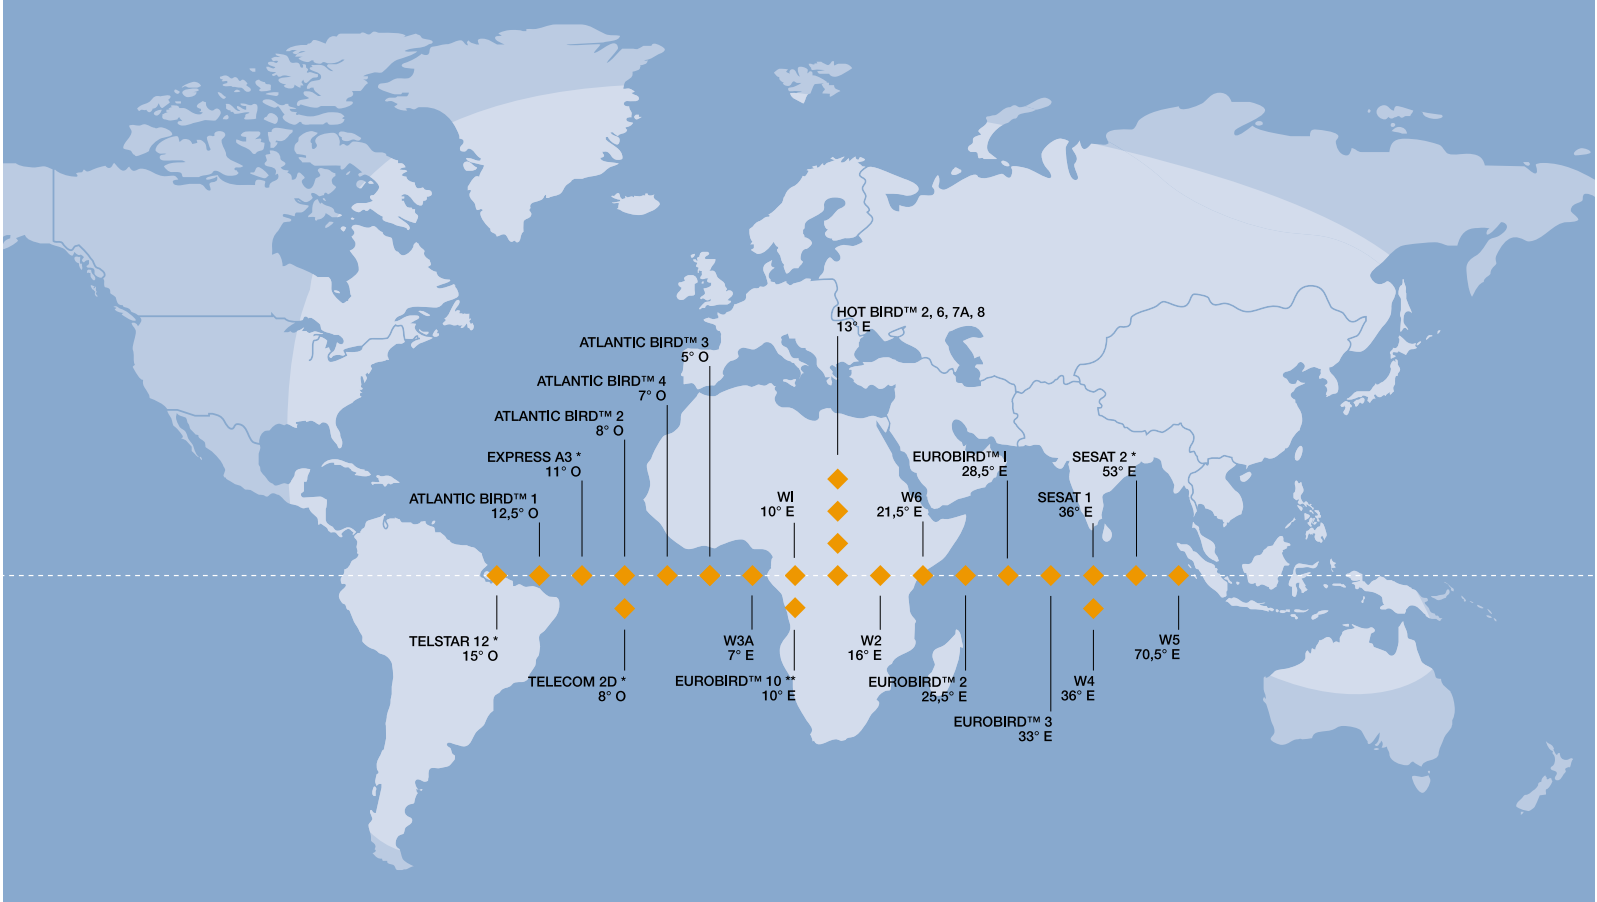 HOT BIRD™ 2, 6, 7A, 8
13° E
ATLANTIC BIRD™ 3
5° O
ATLANTIC BIRD™ 4
7° O
ATLANTIC BIRD™ 2
8° O
EXPRESS A3 *
11° O
ATLANTIC BIRD™ 1
12,5° O
WI
10° E
W6
21,5° E
EUROBIRD™ I
28,5° E
SESAT 2 *
53° E
SESAT 1
36° E
TELSTAR 12 *
15° O
TELECOM 2D *
8° O
W3A
7° E
EUROBIRD™ 10 **
10° E
W2
16° E
EUROBIRD™ 2
25,5° E
EUROBIRD™ 3
33° E
W4
36° E
W5
70,5° E